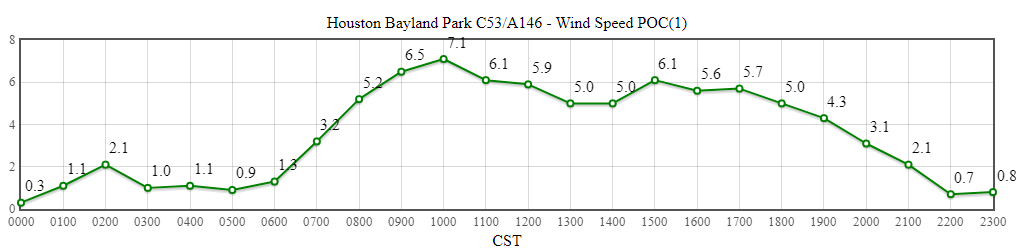 Houston Bayland Park C53/A146 - Wind Speed POC(1)
8
6
4
2
0
0.3 1.1 2.1 1.0 1.1 0.9 1.3 3.2 5.2 6.5 7.1 6.1 5.9 5.0 5.0 6.1 5.6 5.7 5.0 4.3 3.1 2.1 0.7 0.8
0000 0100 0200 0300 0400 0500 0600 0700 0800 0900 1000 1100 1200 1300 1400 1500 1600 1700 1800 1900 2000 2100 2200 2300
CST